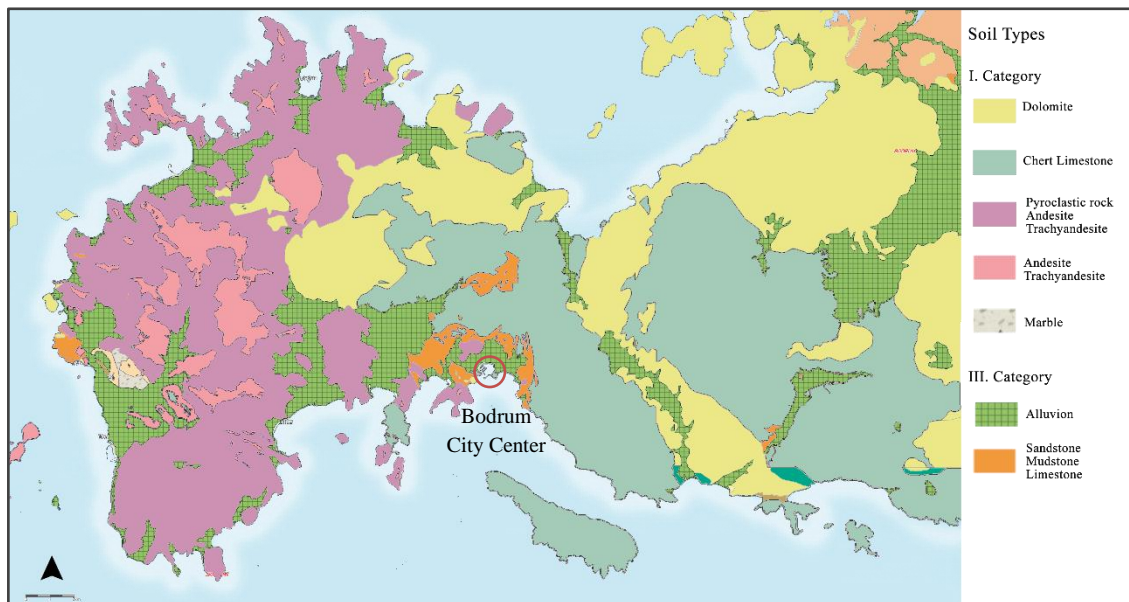 Soil Types
I. Category
Dolomite
Chert Limestone
Pyroclastic rock
Andesite
Trachyandesite
Andesite
Trachyandesite
Marble
III. Category
Alluvion
Sandstone
Mudstone
Limestone
Bodrum
City Center